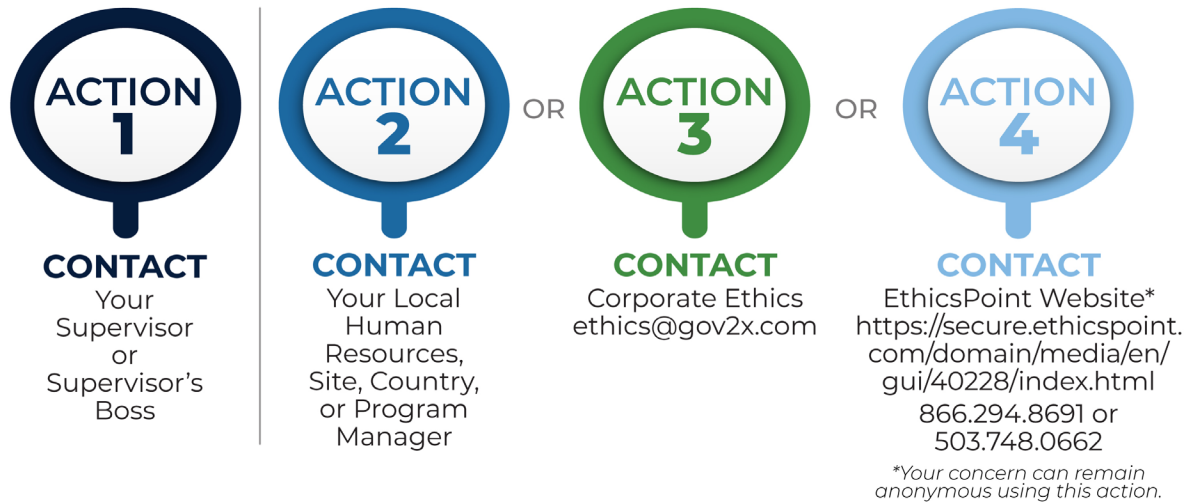 ACTION
1
CONTACT
Your
Supervisor
or
Supervisor's
Boss
ACTION
2
CONTACT
Your Local
Human
Resources,
Site, Country,
or Program
Manager
OR
ACTION
3
CONTACT
Corporate Ethics
ethics@gov2x.com
OR
ACTION
4
CONTACT
EthicsPoint Website*
https://secure.ethicspoint.
com/domain/media/en/
gui/40228/index.html
866.294.8691 or
503.748.0662
*Your concern can remain
anonymous using this action.